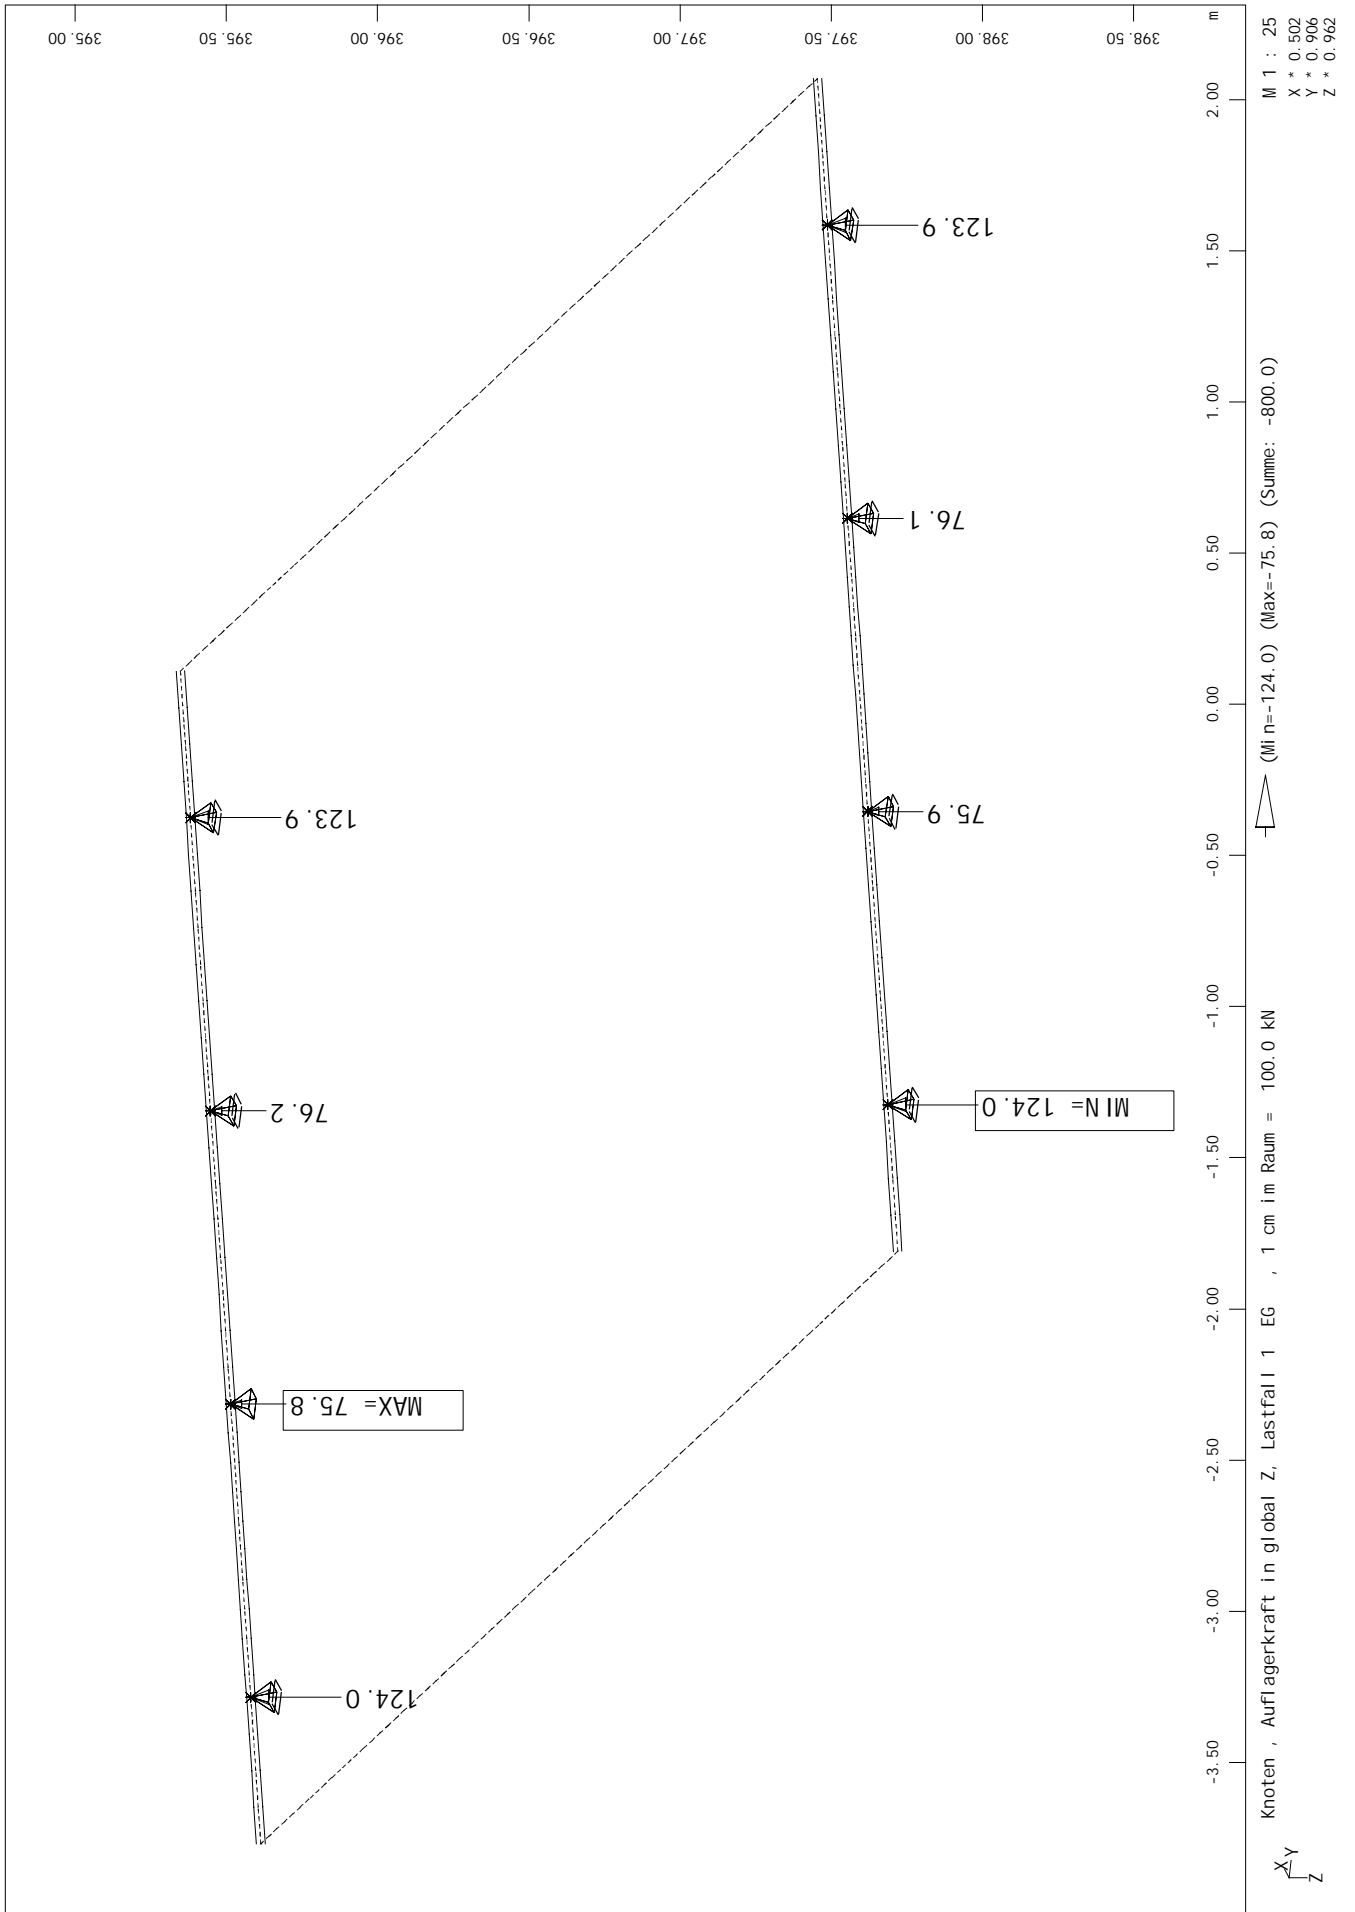 395.00
395.50
396.00
396.50
397.00
397.50
398.00
398.50
m
2.00
1.50
1.00
0.50
0.00
-0.50
-1.00
-1.50
-2.00
-2.50
-3.00
-3.50
123.9
76.1
75.9
MIN= 124.0
123.9
76.2
MAX= 75.8
124.0
Knoten , Auflagerkraft in global Z, Lastfall 1 EG , 1 cm im Raum = 100.0 kN (Min=-124.0) (Max=-75.8) (Summe: -800.0)
M 1 : 25
X * 0.502
Y * 0.906
Z * 0.962
X
Y
Z